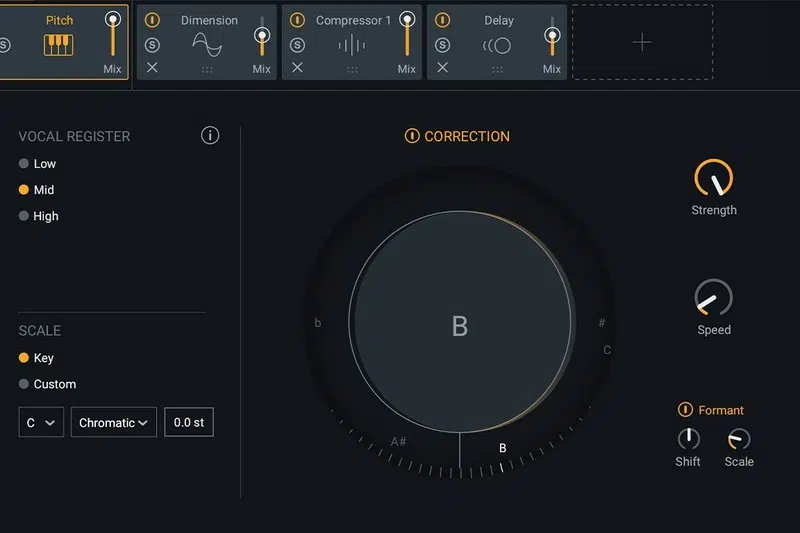 Pitch
S
Mix
Dimension
S
Mix
Compressor 1
S
Mix
Delay
S
Mix
VOCAL REGISTER
i
Low
Mid
High
SCALE
Key
Custom
C
Chromatic
0.0 st
CORRECTION
B
b
#
C
A#
B
Strength
Speed
Formant
Shift
Scale